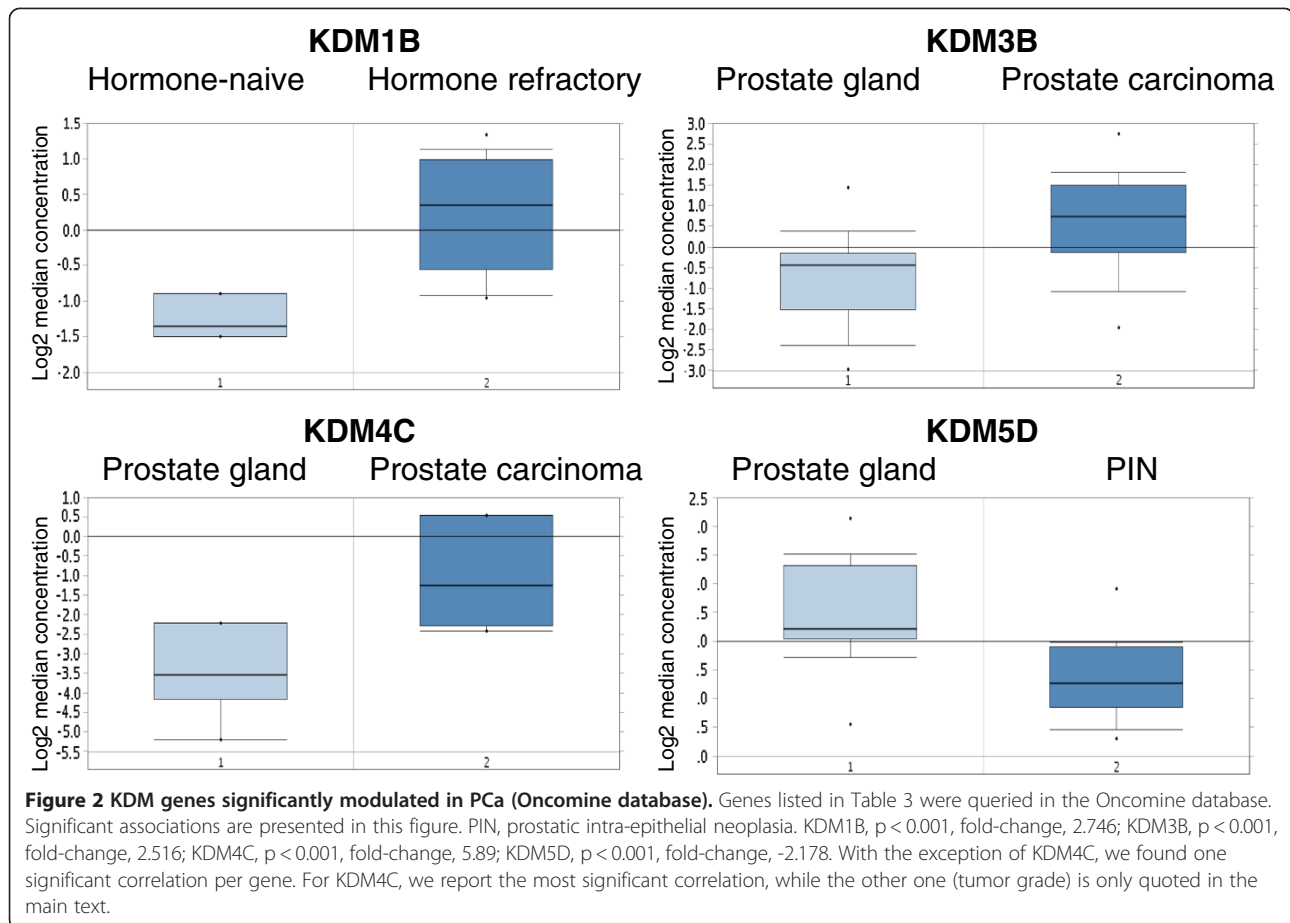 KDM1B
Hormone-naive Hormone refractory
Log2 median concentration
1.5
1.0
0.5
0.0
-0.5
-1.0
-1.5
-2.0
1 2
KDM3B
Prostate gland Prostate carcinoma
Log2 median concentration
3.0
2.5
2.0
1.5
1.0
0.5
0.0
-0.5
-1.0
-1.5
-2.0
-2.5
-3.0
1 2
KDM4C
Prostate gland Prostate carcinoma
Log2 median concentration
1.0
0.5
0.0
-0.5
-1.0
-1.5
-2.0
-2.5
-3.0
-3.5
-4.0
-4.5
-5.0
-5.5
1 2
KDM5D
Prostate gland PIN
Log2 median concentration
2.5
.0
.5
.0
.5
.0
.5
.0
.5
.0
1 2
Figure 2 KDM genes significantly modulated in PCa (Oncomine database). Genes listed in Table 3 were queried in the Oncomine database.
Significant associations are presented in this figure. PIN, prostatic intra-epithelial neoplasia. KDM1B, p < 0.001, fold-change, 2.746; KDM3B, p < 0.001,
fold-change, 2.516; KDM4C, p < 0.001, fold-change, 5.89; KDM5D, p < 0.001, fold-change, -2.178. With the exception of KDM4C, we found one
significant correlation per gene. For KDM4C, we report the most significant correlation, while the other one (tumor grade) is only quoted in the
main text.